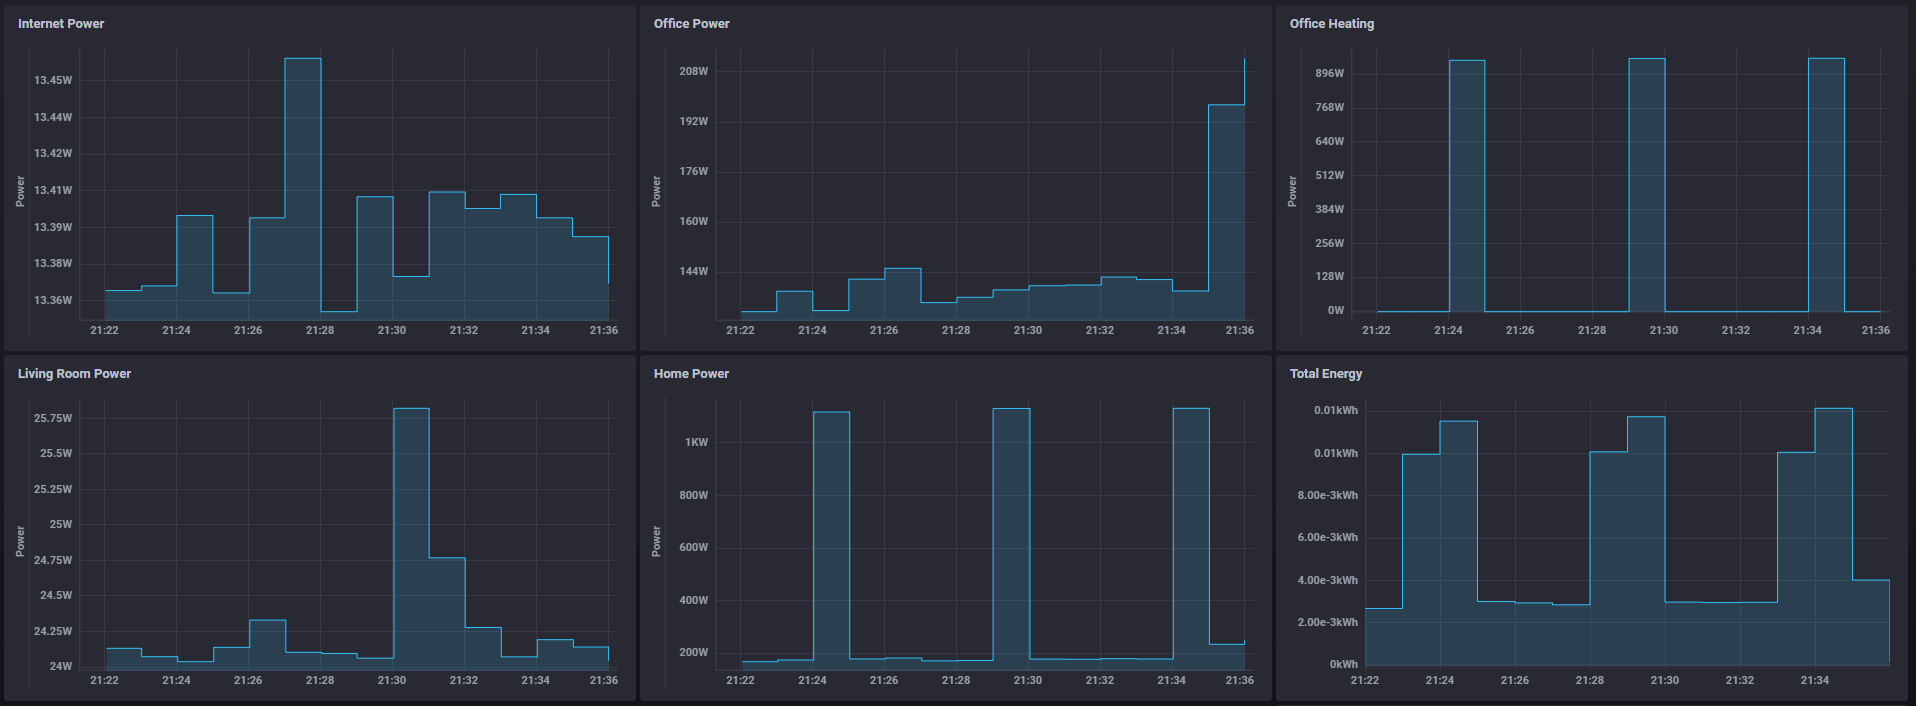 Internet Power
Power
13.45W
13.44W
13.42W
13.41W
13.39W
13.38W
13.36W
21:22 21:24 21:26 21:28 21:30 21:32 21:34 21:36
Office Power
Power
208W
192W
176W
160W
144W
21:22 21:24 21:26 21:28 21:30 21:32 21:34 21:36
Office Heating
Power
896W
768W
640W
512W
384W
256W
128W
0W
21:22 21:24 21:26 21:28 21:30 21:32 21:34 21:36
Living Room Power
Power
25.75W
25.5W
25.25W
25W
24.75W
24.5W
24.25W
24W
21:22 21:24 21:26 21:28 21:30 21:32 21:34 21:36
Home Power
Power
1KW
800W
600W
400W
200W
21:22 21:24 21:26 21:28 21:30 21:32 21:34 21:36
Total Energy
0.01kWh
0.01kWh
8.00e-3kWh
6.00e-3kWh
4.00e-3kWh
2.00e-3kWh
0kWh
21:22 21:24 21:26 21:28 21:30 21:32 21:34